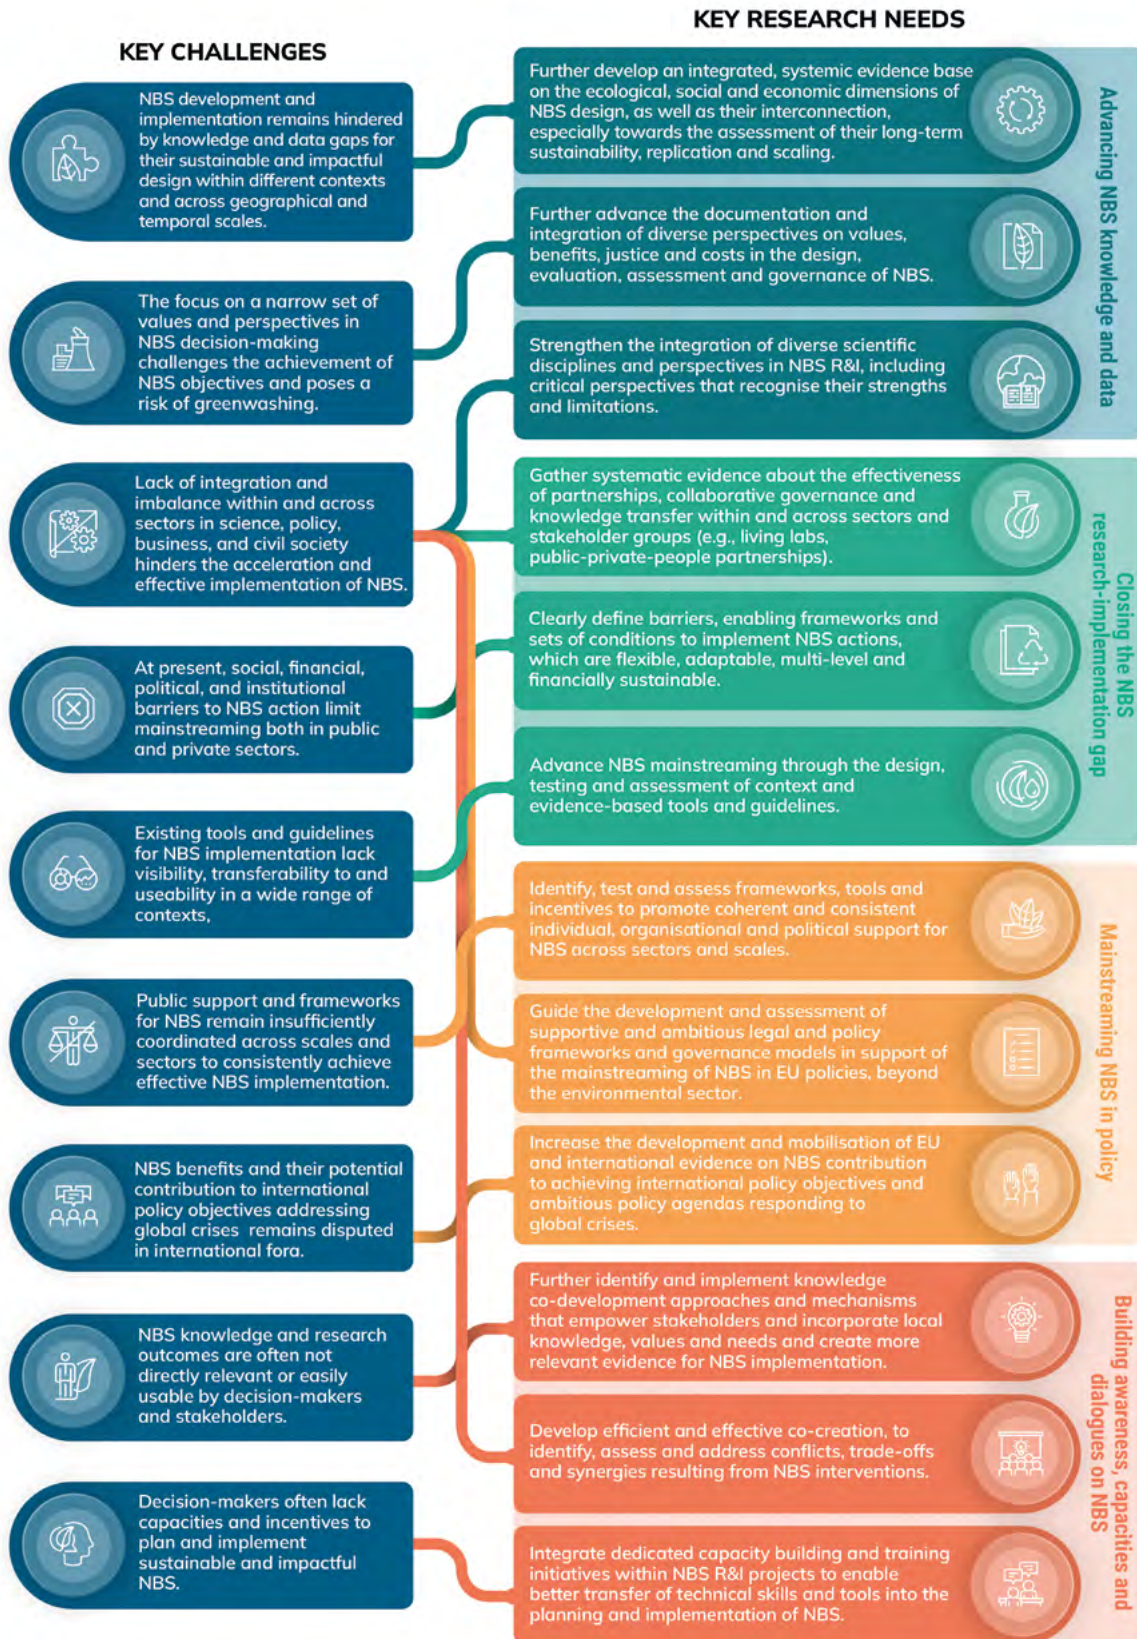 KEY CHALLENGES
NBS development and
implementation remains hindered
by knowledge and data gaps for
their sustainable and impactful
design within different contexts
and across geographical and
temporal scales.
The focus on a narrow set of
values and perspectives in
NBS decision-making
challenges the achievement of
NBS objectives and poses a
risk of greenwashing.
Lack of integration and
imbalance within and across
sectors in science, policy,
business, and civil society
hinders the acceleration and
effective implementation of NBS.
At present, social, financial,
political, and institutional
barriers to NBS action limit
mainstreaming both in public
and private sectors.
Existing tools and guidelines
for NBS implementation lack
visibility, transferability to and
useability in a wide range of
contexts,
Public support and frameworks
for NBS remain insufficiently
coordinated across scales and
sectors to consistently achieve
effective NBS implementation.
NBS benefits and their potential
contribution to international
policy objectives addressing
global crises remains disputed
in international fora.
NBS knowledge and research
outcomes are often not
directly relevant or easily
usable by decision-makers
and stakeholders.
Decision-makers often lack
capacities and incentives to
plan and implement
sustainable and impactful
NBS.
KEY RESEARCH NEEDS
Further develop an integrated, systemic evidence base
on the ecological, social and economic dimensions of
NBS design, as well as their interconnection,
especially towards the assessment of their long-term
sustainability, replication and scaling.
Further advance the documentation and
integration of diverse perspectives on values,
benefits, justice and costs in the design,
evaluation, assessment and governance of NBS.
Strengthen the integration of diverse scientific
disciplines and perspectives in NBS R&I, including
critical perspectives that recognise their strengths
and limitations.
Advancing NBS knowledge and data
Gather systematic evidence about the effectiveness
of partnerships, collaborative governance and
knowledge transfer within and across sectors and
stakeholder groups (e.g., living labs,
public-private-people partnerships).
Clearly define barriers, enabling frameworks and
sets of conditions to implement NBS actions,
which are flexible, adaptable, multi-level and
financially sustainable.
Advance NBS mainstreaming through the design,
testing and assessment of context and
evidence-based tools and guidelines.
Closing the NBS
research-implementation gap
Identify, test and assess frameworks, tools and
incentives to promote coherent and consistent
individual, organisational and political support for
NBS across sectors and scales.
Guide the development and assessment of
supportive and ambitious legal and policy
frameworks and governance models in support of
the mainstreaming of NBS in EU policies, beyond
the environmental sector.
Increase the development and mobilisation of EU
and international evidence on NBS contribution
to achieving international policy objectives and
ambitious policy agendas responding to
global crises.
Mainstreaming NBS in policy
Further identify and implement knowledge
co-development approaches and mechanisms
that empower stakeholders and incorporate local
knowledge, values and needs and create more
relevant evidence for NBS implementation.
Develop efficient and effective co-creation, to
identify, assess and address conflicts, trade-offs
and synergies resulting from NBS interventions.
Integrate dedicated capacity building and training
initiatives within NBS R&I projects to enable
better transfer of technical skills and tools into the
planning and implementation of NBS.
Building awareness, capacities and
dialogues on NBS